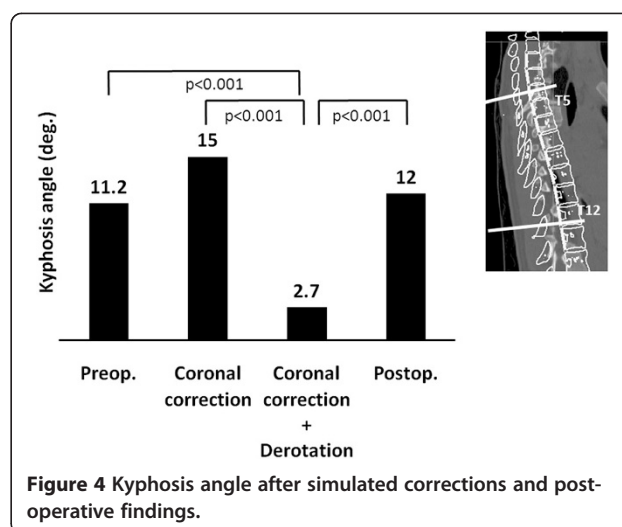 p<0.001
p<0.001
p<0.001
Kyphosis angle (deg.)
11.2
15
2.7
12
Preop.
Coronal
correction
Coronal
correction
+
Derotation
Postop.
T5
T12
Figure 4 Kyphosis angle after simulated corrections and post-
operative findings.